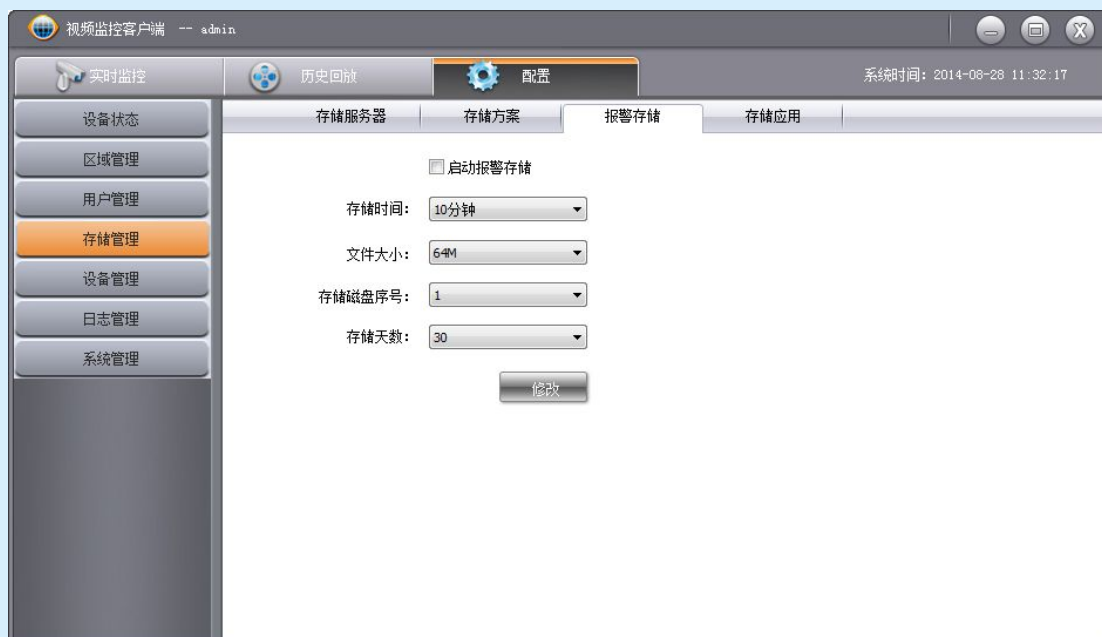 视频监控客户端 -- admin
实时监控 历史回放 配置 系统时间: 2014-08-28 11:32:17
设备状态
区域管理
用户管理
存储管理
设备管理
日志管理
系统管理
存储服务器 存储方案 报警存储 存储应用
启动报警存储
存储时间: 10分钟
文件大小: 64M
存储磁盘序号: 1
存储天数: 30
修改